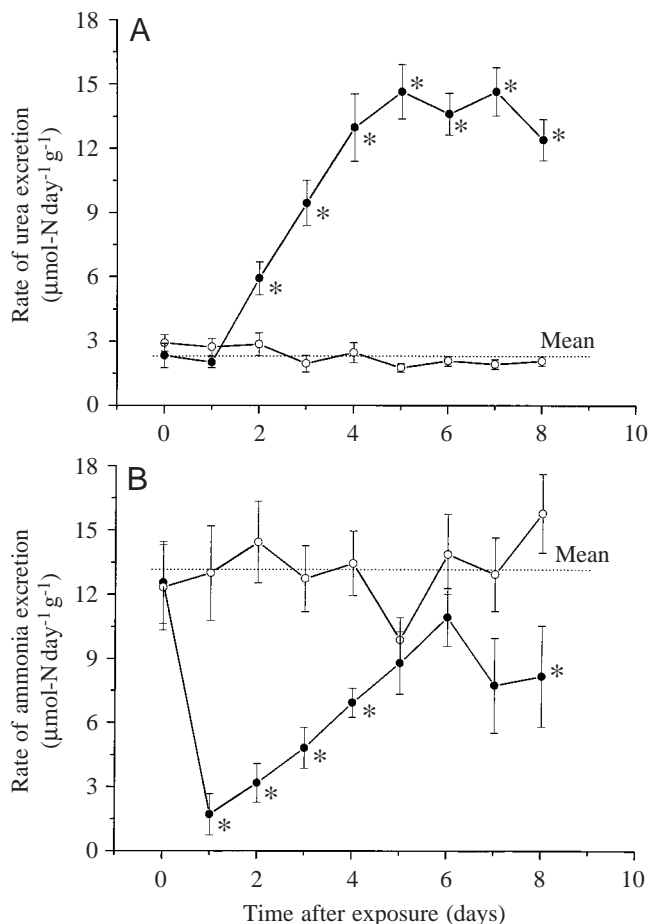 A
18
15
12
9
6
3
0
Rate of urea excretion
(µmol-N day-1 g-1)
*
*
*
*
*
*
*
Mean
0 2 4 6 8 10
B
18
15
12
9
6
3
0
Rate of ammonia excretion
(µmol-N day-1 g-1)
Mean
*
*
*
*
*
0 2 4 6 8 10
Time after exposure (days)